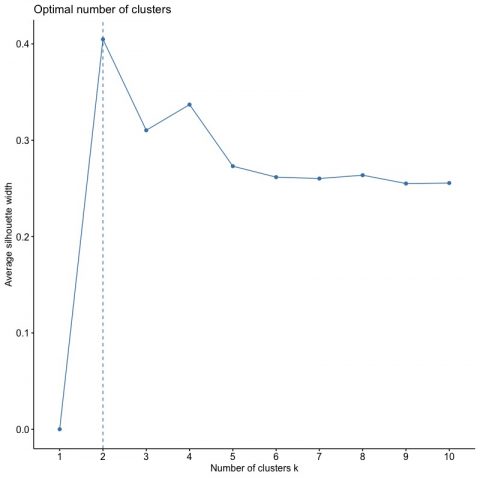 Optimal number of clusters
Average silhouette width
0.4
0.3
0.2
0.1
0.0
1 2 3 4 5 6 7 8 9 10
Number of clusters k